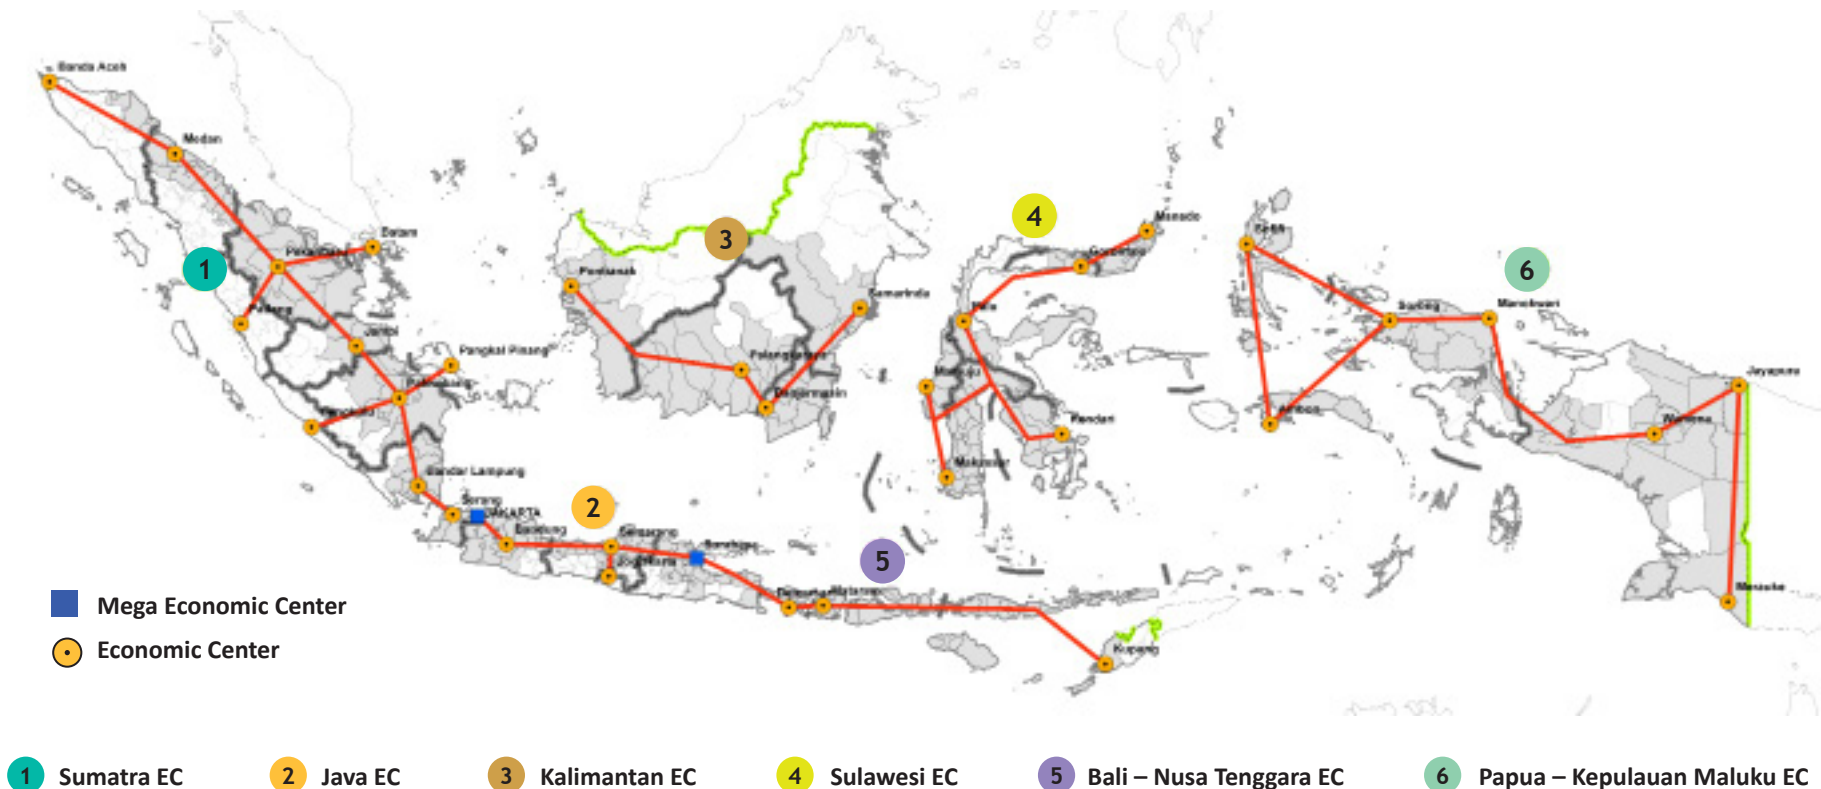 Banda Aceh
Medan
Batam
Pekanbaru
Padang
Jambi
Pangkal Pinang
Palembang
Bengkulu
Bandar Lampung
Serang
JAKARTA
Bandung
Semarang
Jogjakarta
Surabaya
Denpasar
Mataram
Kupang
Pontianak
Samarinda
Palangkaraya
Banjarmasin
Manado
Gorontalo
Palu
Mamuju
Kendari
Makassar
Sofifi
Sorong
Manokwari
Ambon
Jayapura
Wamena
Merauke
1
2
3
4
5
6
Mega Economic Center
Economic Center
1 Sumatra EC
2 Java EC
3 Kalimantan EC
4 Sulawesi EC
5 Bali – Nusa Tenggara EC
6 Papua – Kepulauan Maluku EC